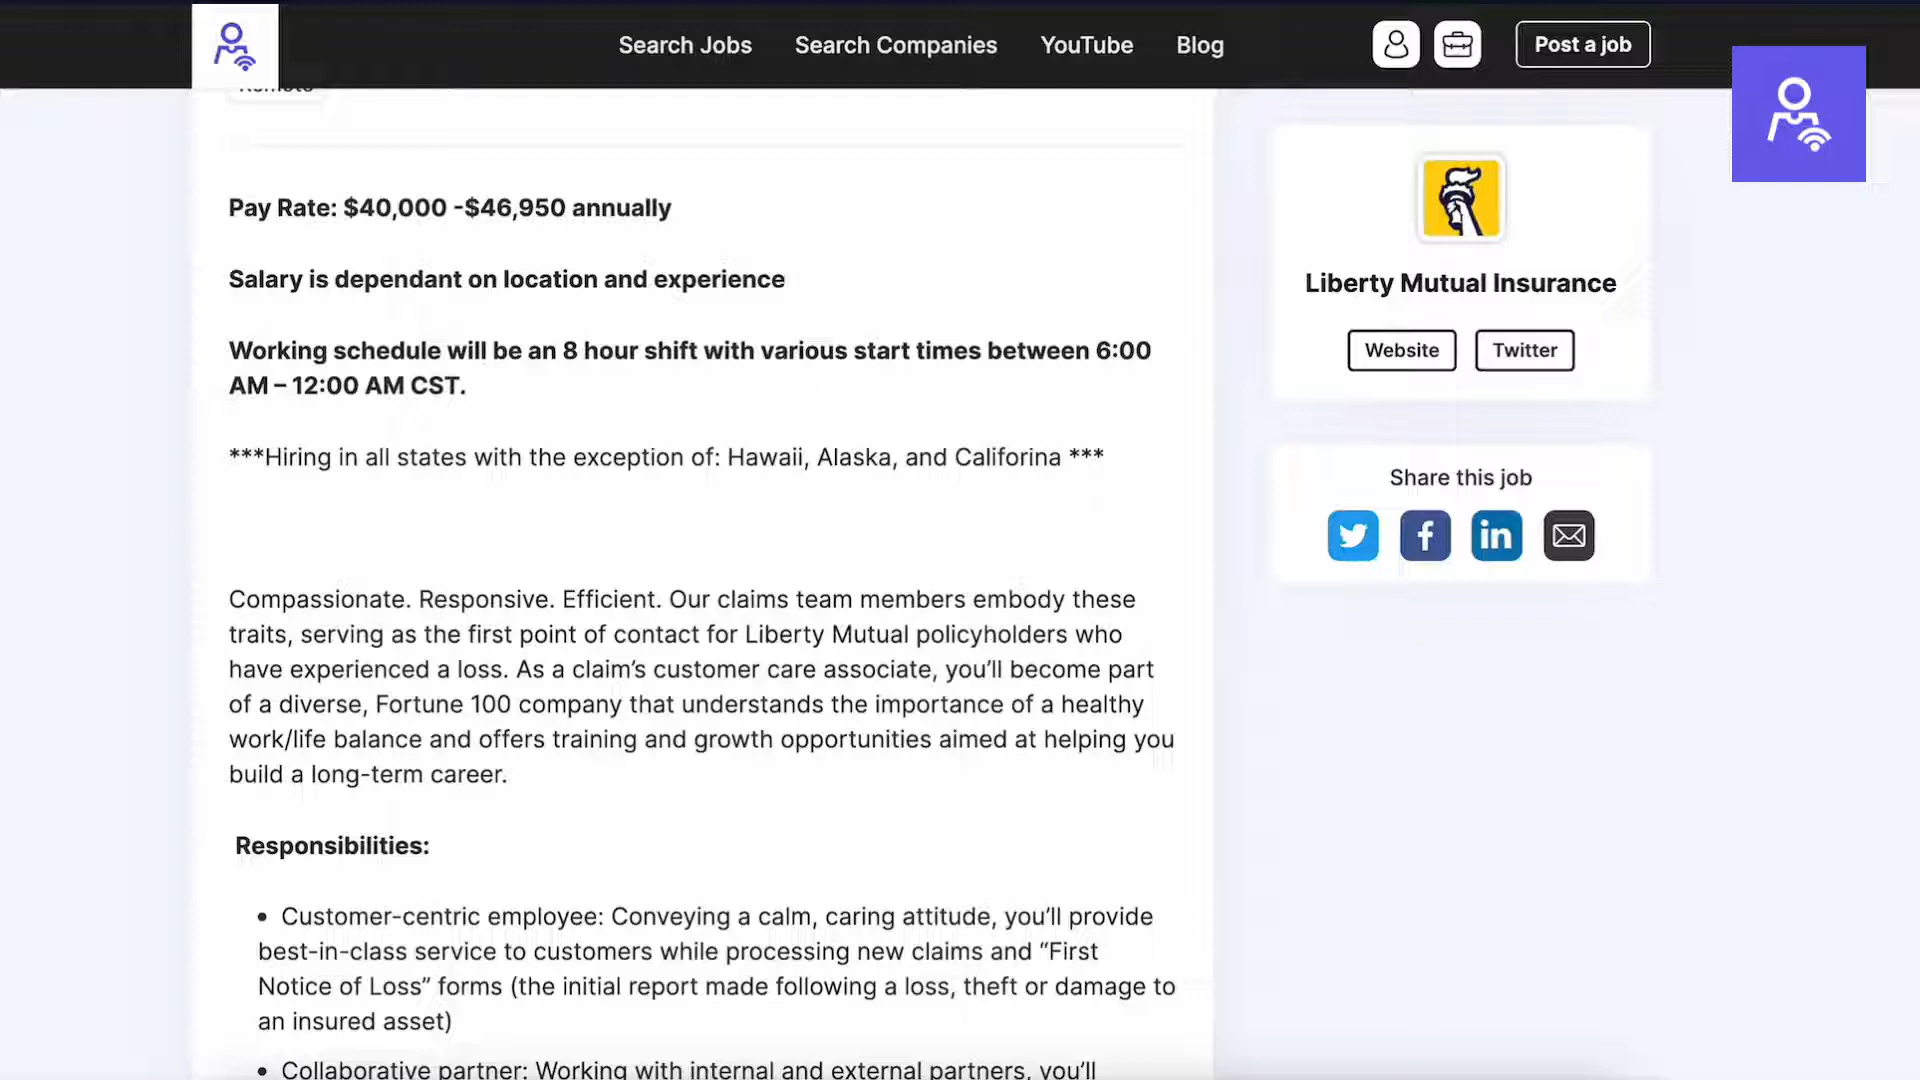 Search Jobs
Search Companies
YouTube
Blog
Post a job
Pay Rate: $40,000 -$46,950 annually
Salary is dependant on location and experience
Working schedule will be an 8 hour shift with various start times between 6:00
AM – 12:00 AM CST.
***Hiring in all states with the exception of: Hawaii, Alaska, and Califorina ***
Compassionate. Responsive. Efficient. Our claims team members embody these
traits, serving as the first point of contact for Liberty Mutual policyholders who
have experienced a loss. As a claim’s customer care associate, you’ll become part
of a diverse, Fortune 100 company that understands the importance of a healthy
work/life balance and offers training and growth opportunities aimed at helping you
build a long-term career.
Responsibilities:
• Customer-centric employee: Conveying a calm, caring attitude, you’ll provide
best-in-class service to customers while processing new claims and “First
Notice of Loss” forms (the initial report made following a loss, theft or damage to
an insured asset)
• Collaborative partner: Working with internal and external partners, you’ll
Liberty Mutual Insurance
Website
Twitter
Share this job